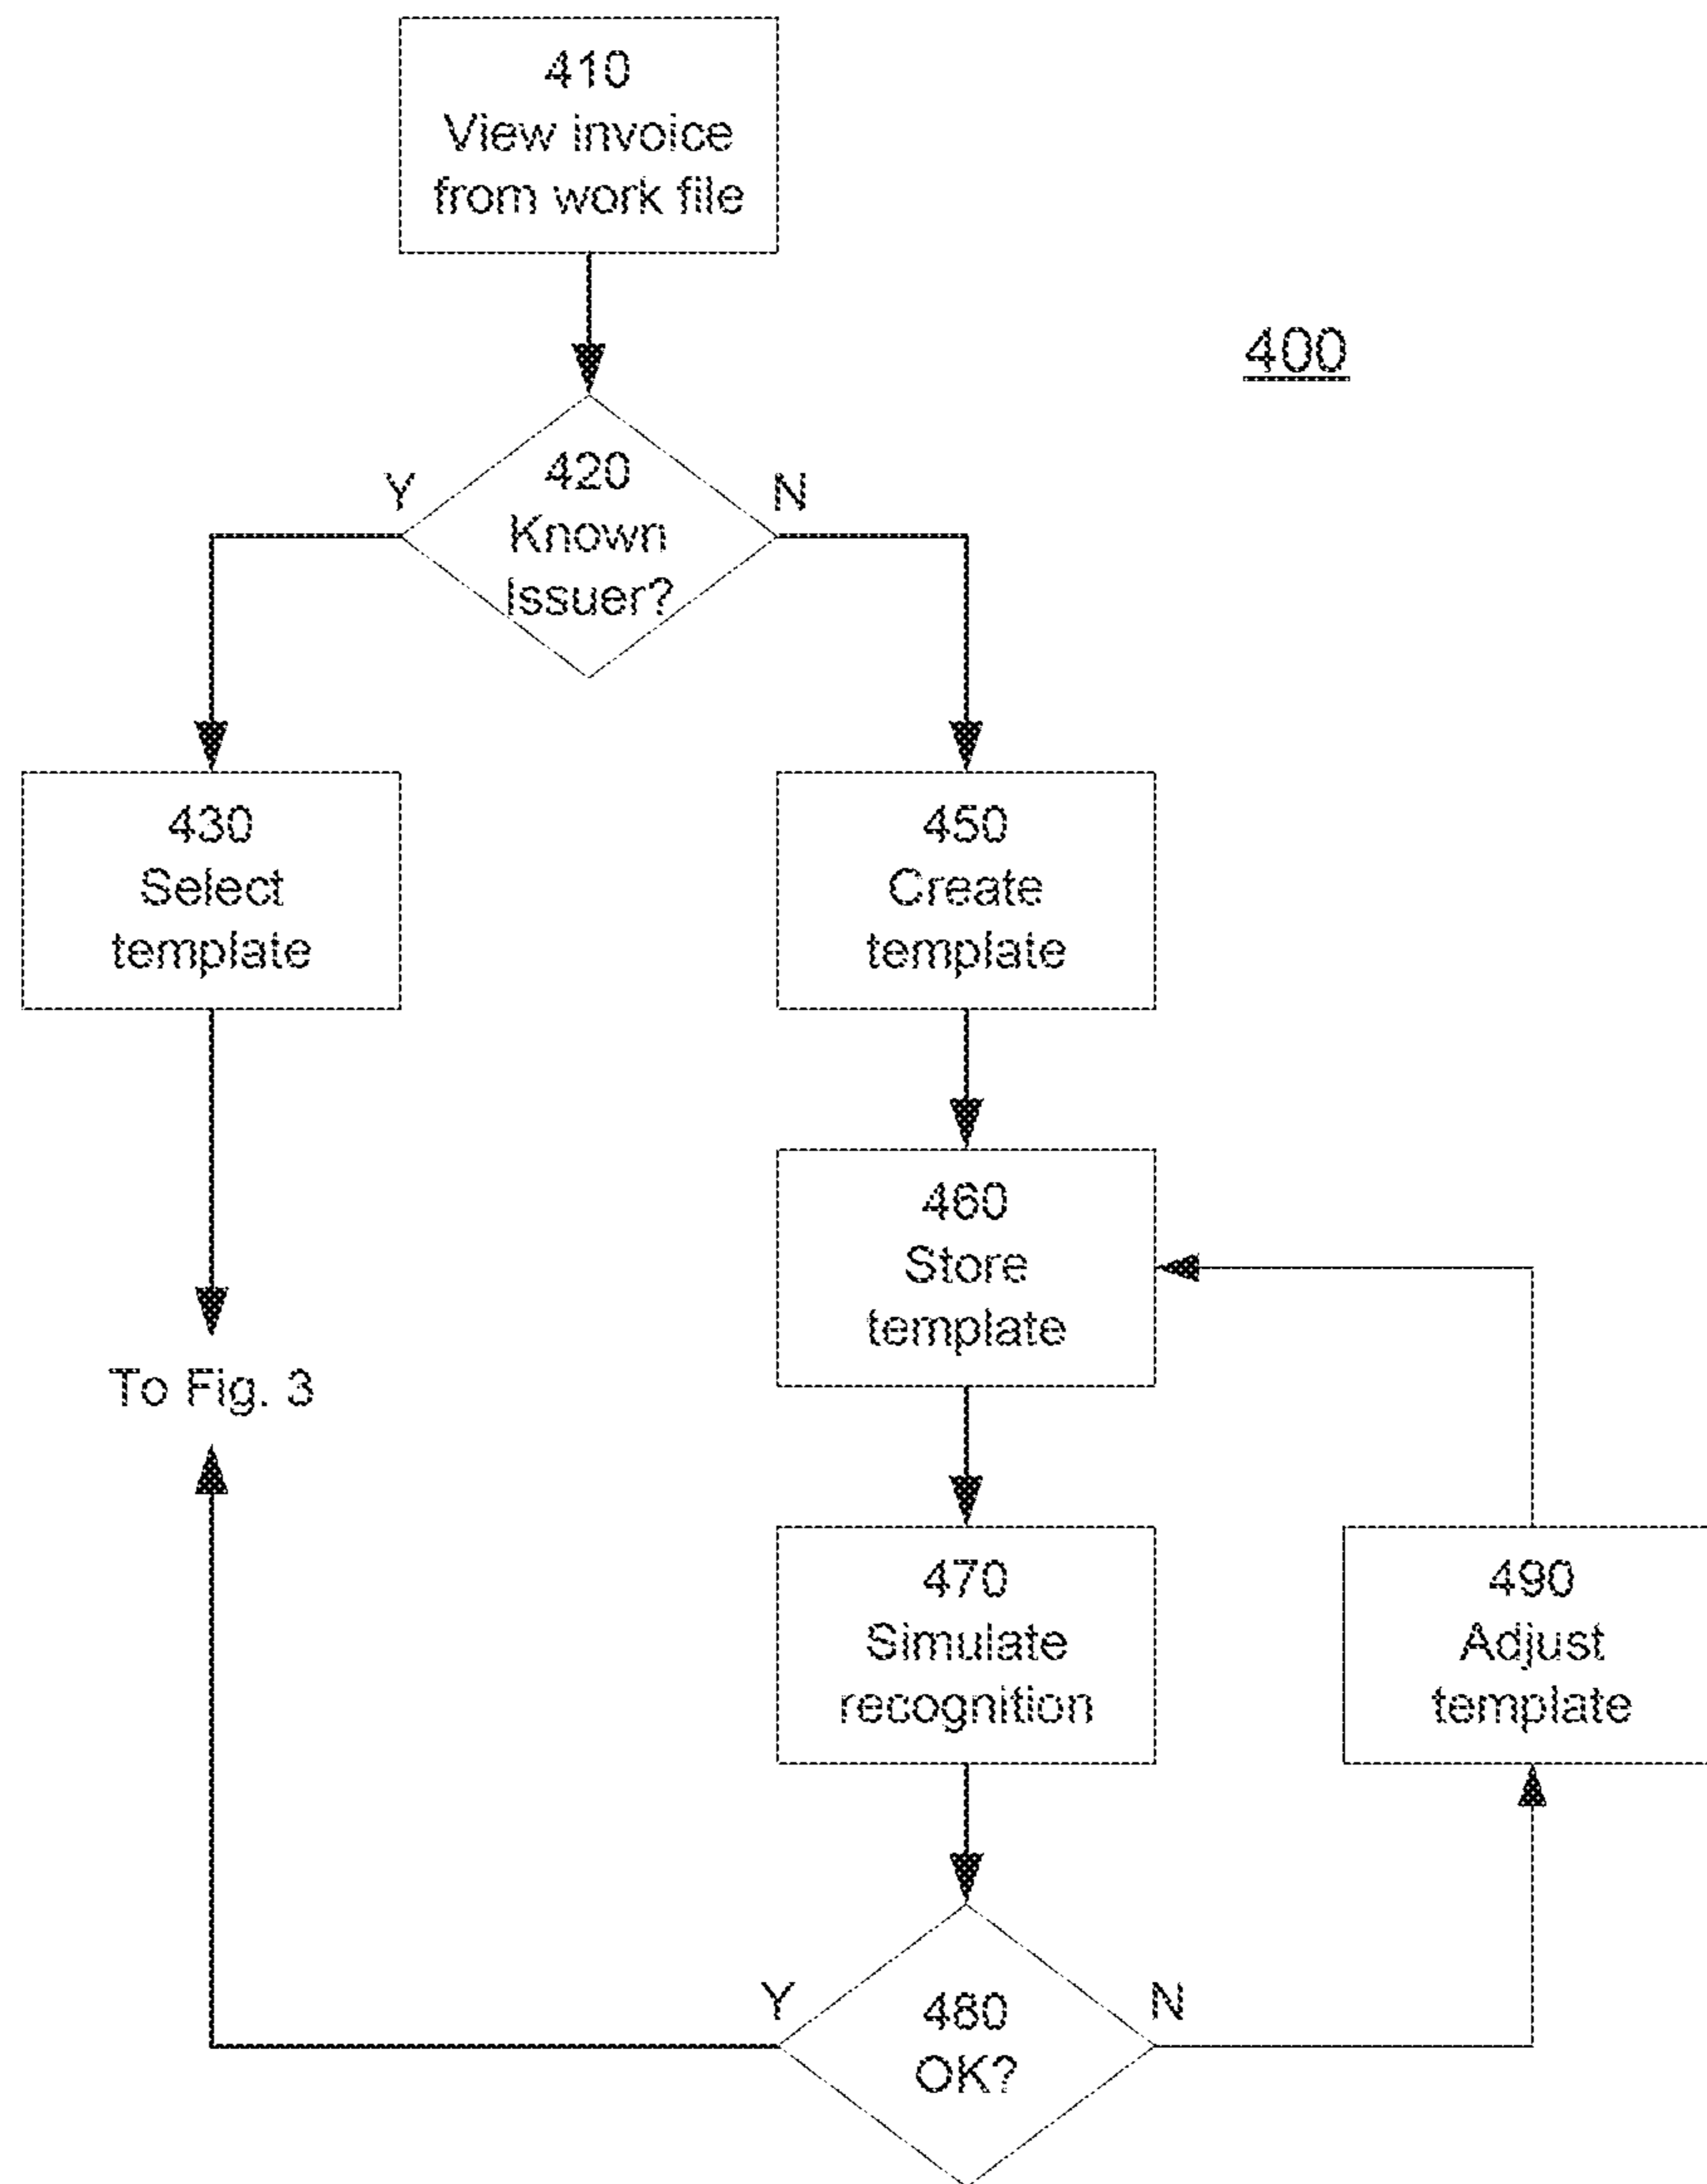 410
View invoice
from work file
400
420
Known
Issuer?
Y
N
430
Select
template
450
Create
template
460
Store
template
To Fig. 3
470
Simulate
recognition
490
Adjust
template
Y
N
480
OK?